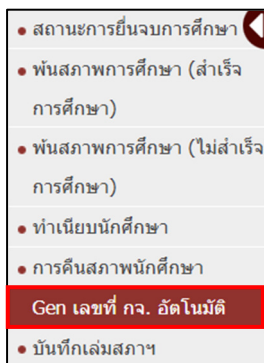 สถานะการยื่นจบการศึกษา
พ้นสภาพการศึกษา (สำเร็จ
การศึกษา)
พ้นสภาพการศึกษา (ไม่สำเร็จ
การศึกษา)
ทำเนียบนักศึกษา
การคืนสภาพนักศึกษา
Gen เลขที่ กจ. อัตโนมัติ
บันทึกเล่มสภาฯ